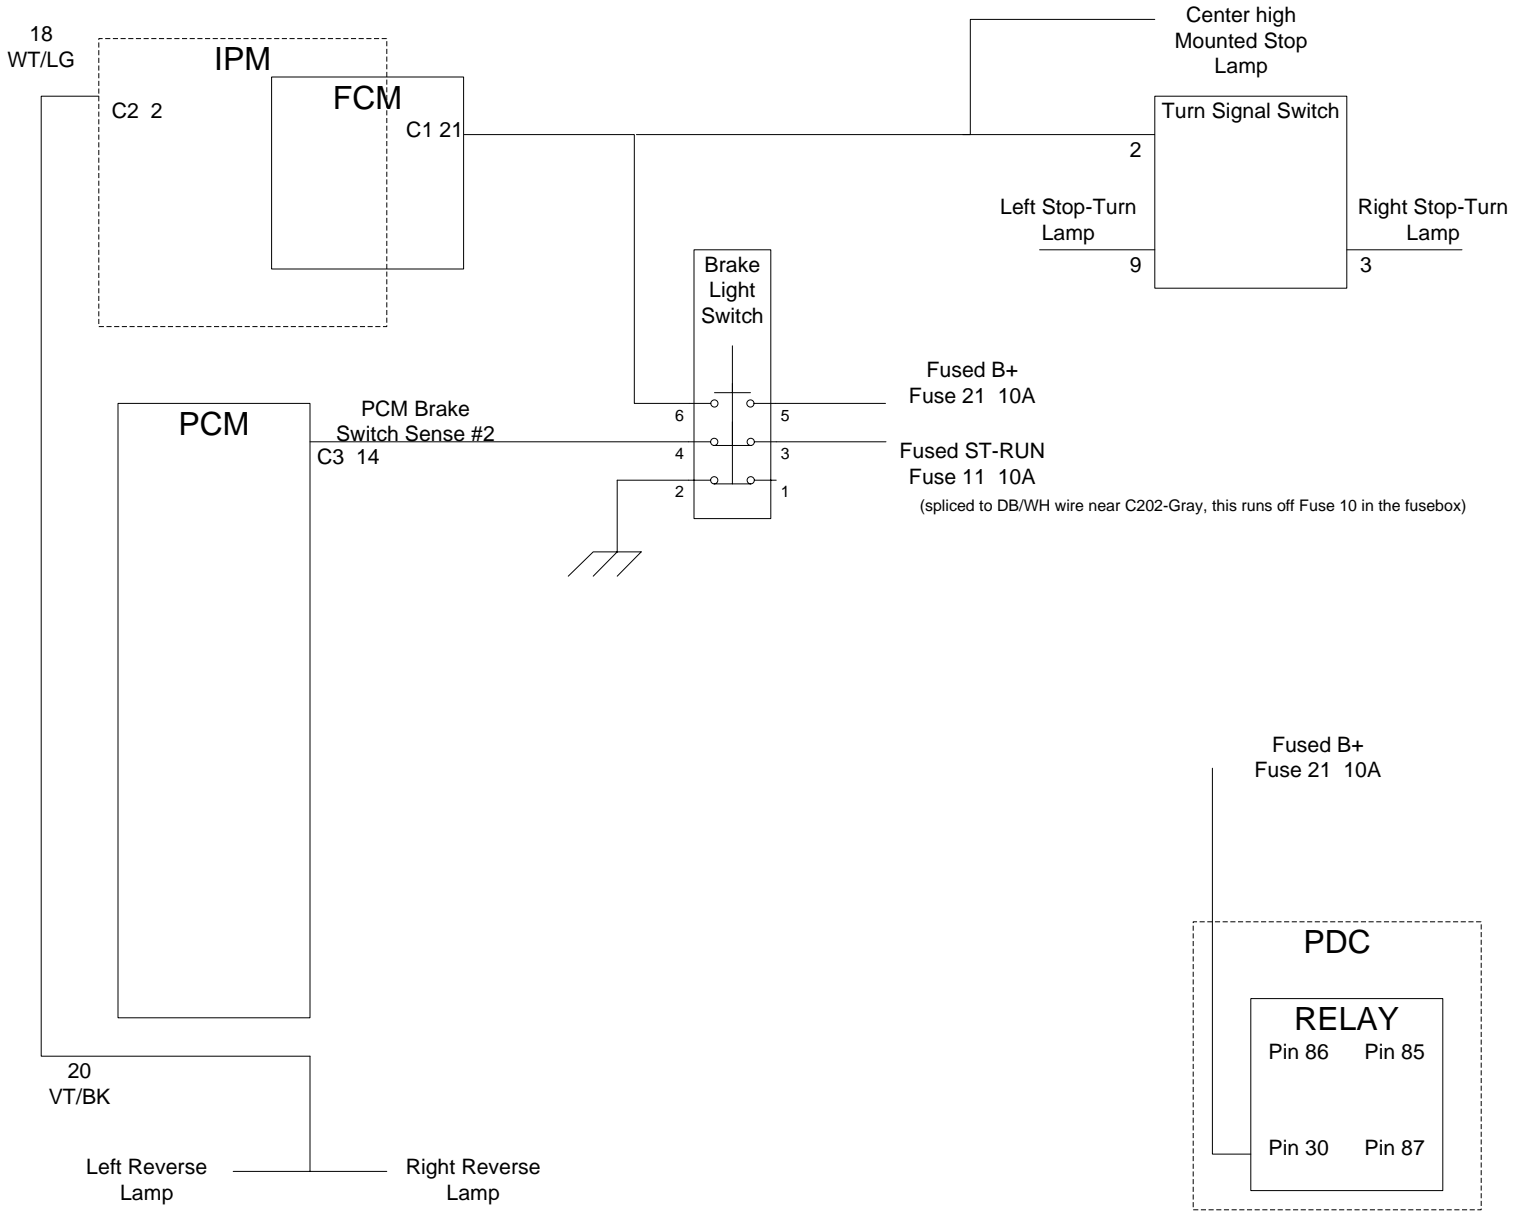 18
WT/LG
IPM
C2 2
FCM
C1 21
Center high
Mounted Stop
Lamp
Turn Signal Switch
2
Left Stop-Turn
Lamp
9
Right Stop-Turn
Lamp
3
Brake
Light
Switch
6
5
4
3
2
1
Fused B+
Fuse 21 10A
Fused ST-RUN
Fuse 11 10A
(spliced to DB/WH wire near C202-Gray, this runs off Fuse 10 in the fusebox)
PCM
PCM Brake
Switch Sense #2
C3 14
Fused B+
Fuse 21 10A
PDC
RELAY
Pin 86 Pin 85
Pin 30 Pin 87
20
VT/BK
Left Reverse
Lamp
Right Reverse
Lamp